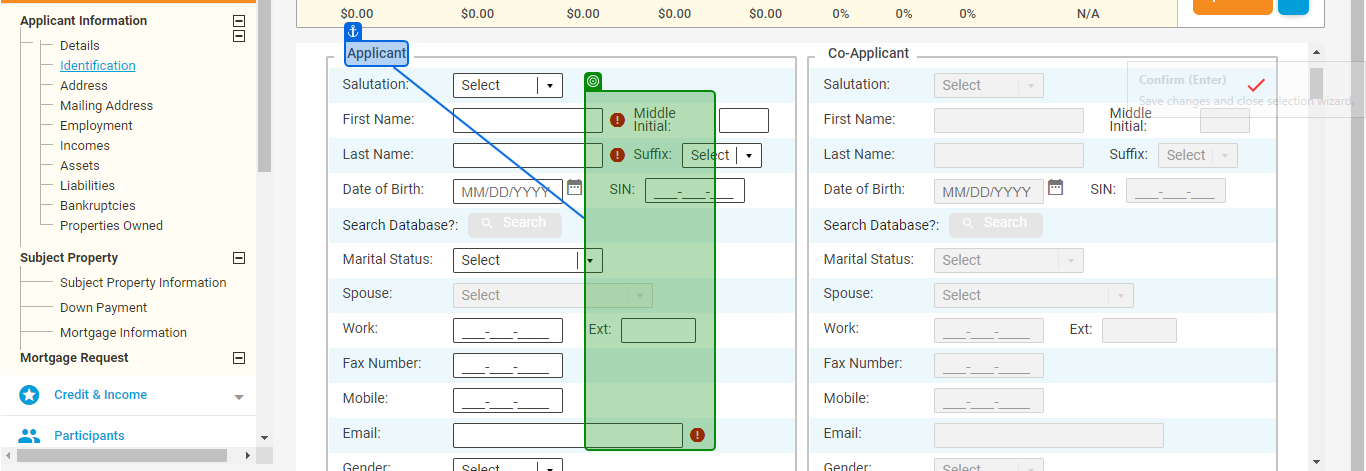 $0.00 $0.00 $0.00 $0.00 $0.00 0% 0% 0% N/A
Applicant Information
Details
Identification
Address
Mailing Address
Employment
Incomes
Assets
Liabilities
Bankruptcies
Properties Owned
Subject Property
Subject Property Information
Down Payment
Mortgage Information
Mortgage Request
Credit & Income
Participants
Applicant
Salutation: Select
First Name: Middle Initial:
Last Name: Suffix: Select
Date of Birth: MM/DD/YYYY SIN: ___-___-___
Search Database?: Search
Marital Status: Select
Spouse: Select
Work: ___-___-____ Ext:
Fax Number: ___-___-____
Mobile: ___-___-____
Email:
Gender: Select
Co-Applicant
Salutation: Select
First Name: Middle Initial:
Last Name: Suffix: Select
Date of Birth: MM/DD/YYYY SIN: ___-___-___
Search Database?: Search
Marital Status: Select
Spouse: Select
Work: ___-___-____ Ext:
Fax Number: ___-___-____
Mobile: ___-___-____
Email:
Gender: Select
Confirm (Enter)
Save changes and close selection wizard.